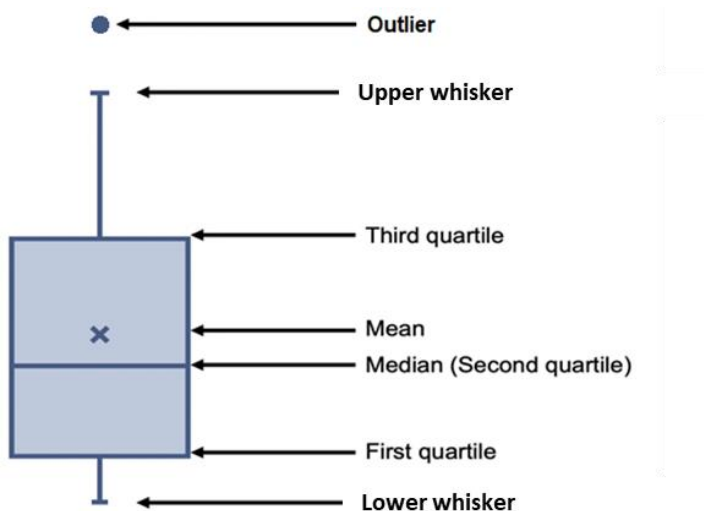 Outlier
Upper whisker
Third quartile
Mean
Median (Second quartile)
First quartile
Lower whisker